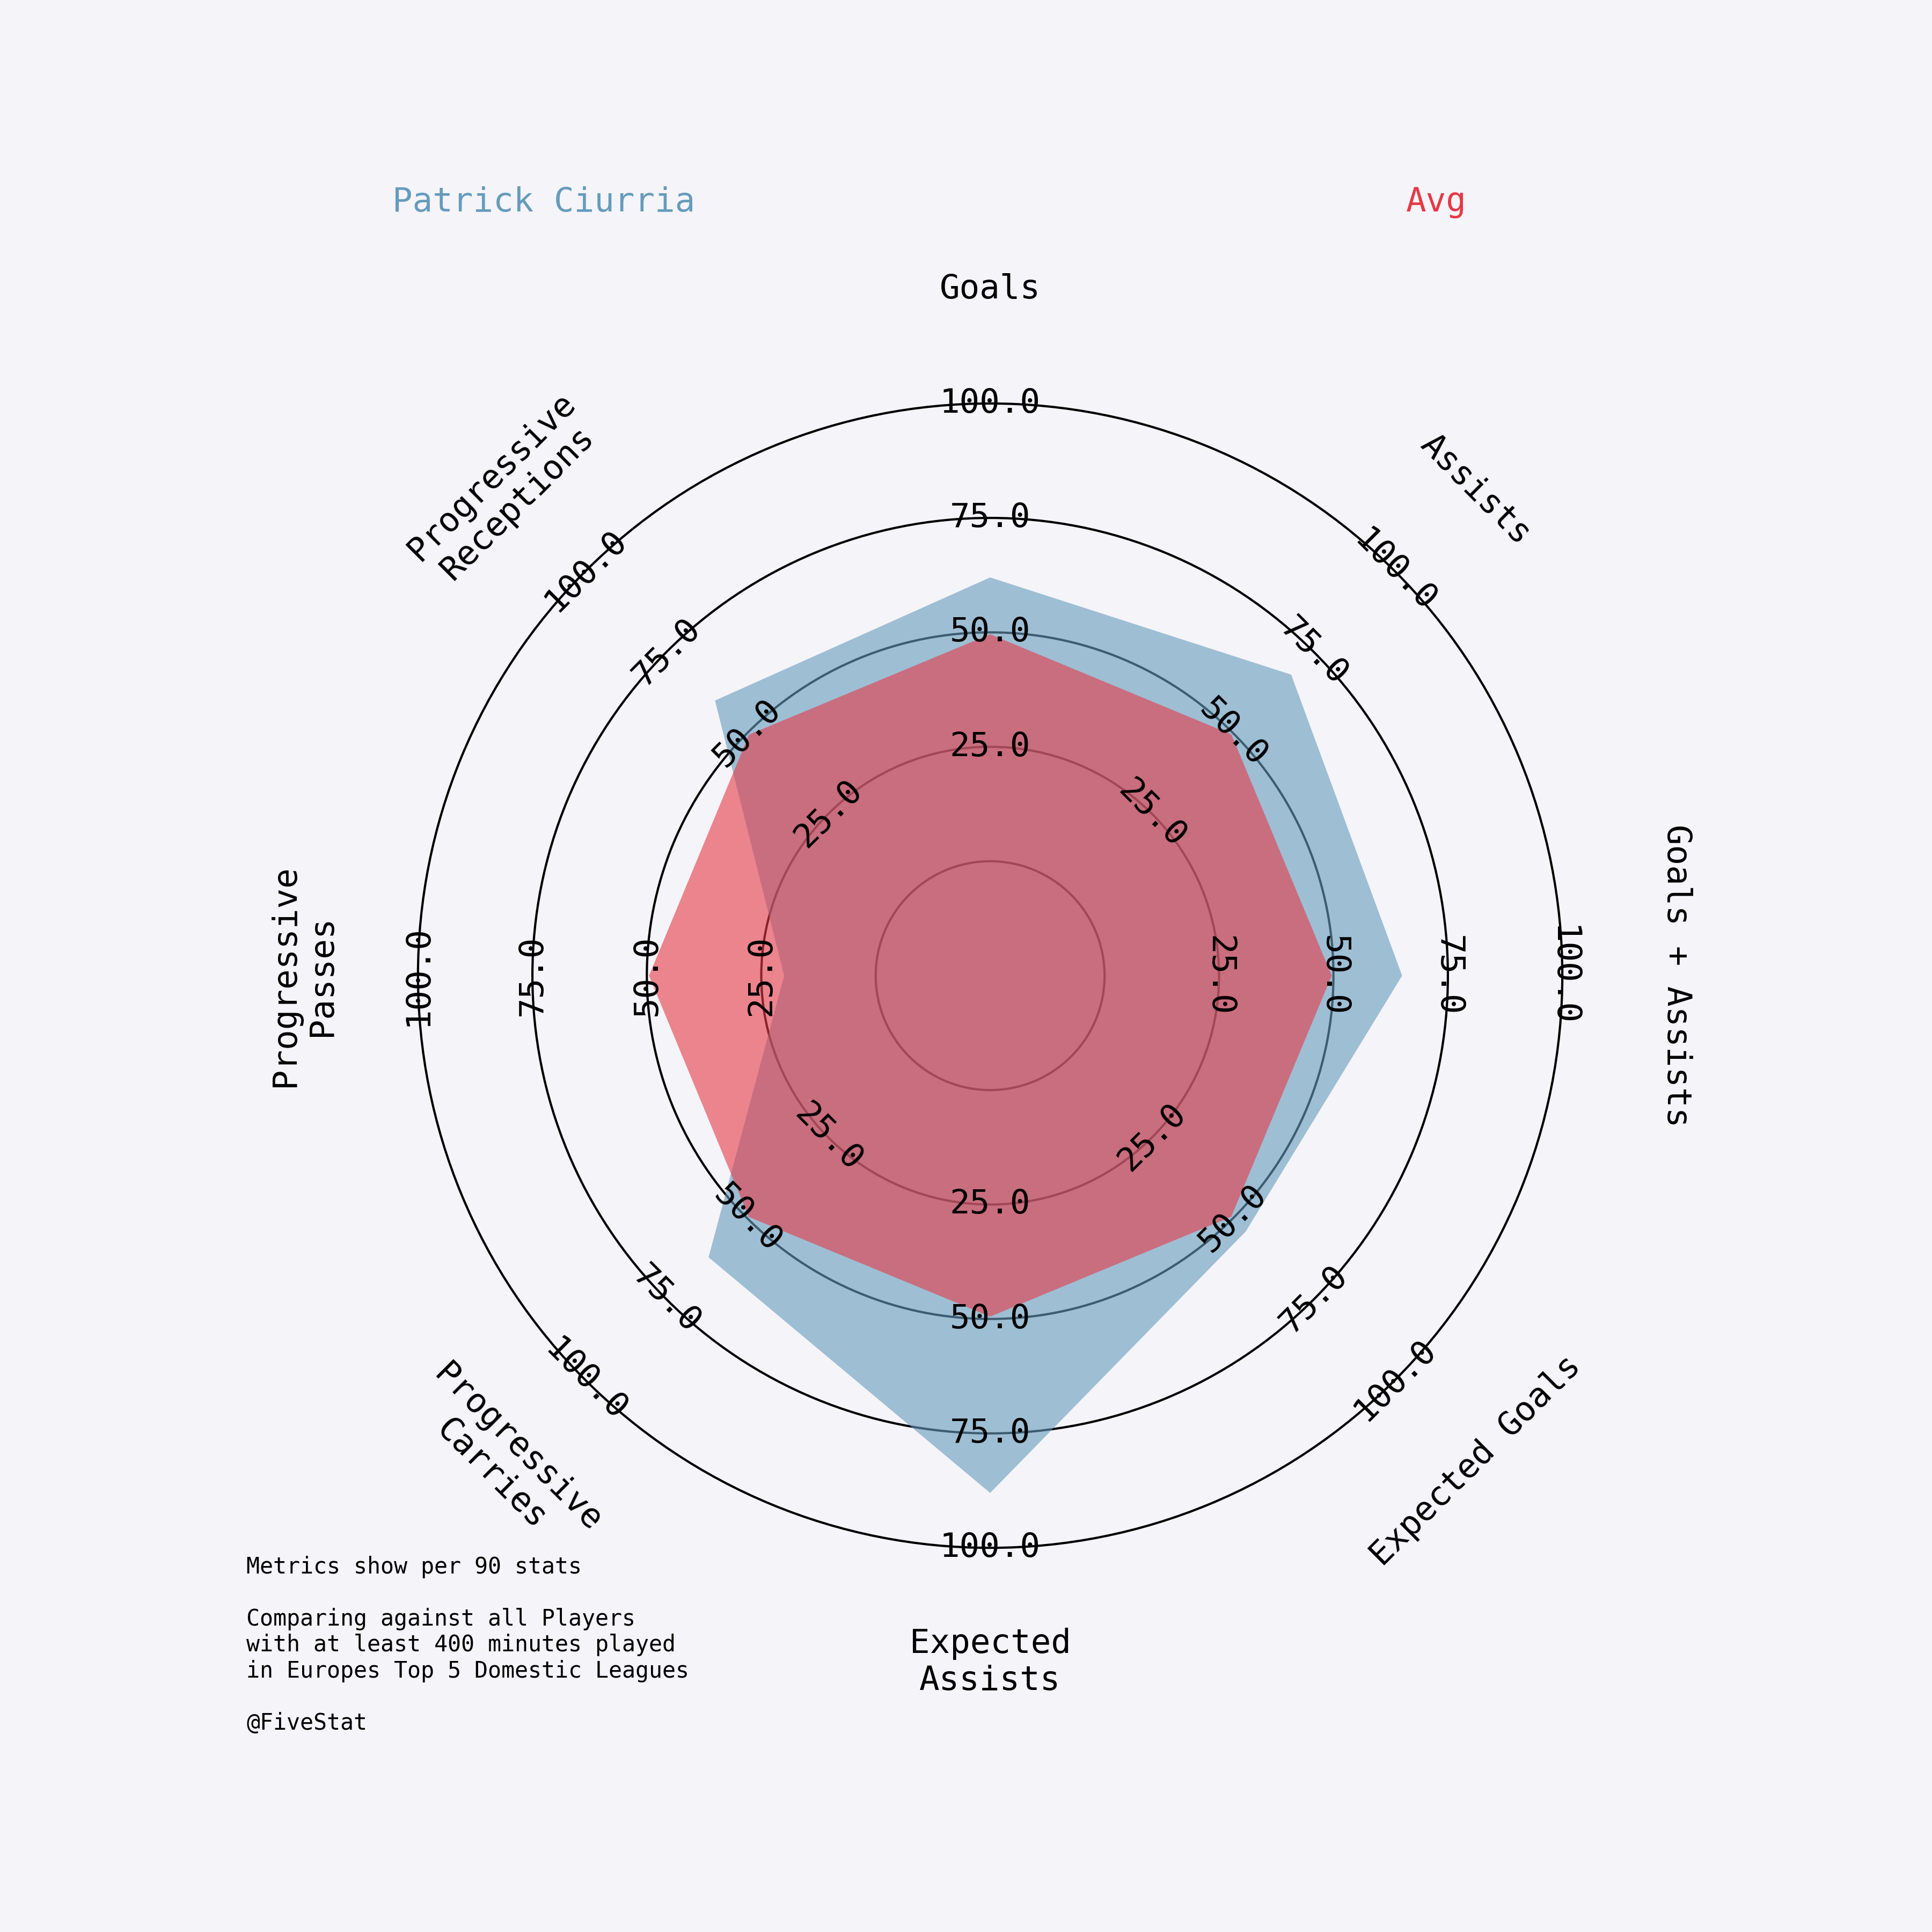 Patrick Ciurria
Avg
Goals
Assists
Goals + Assists
Expected Goals
Expected
Assists
Progressive
Carries
Progressive
Passes
Progressive
Receptions
25.0
50.0
75.0
100.0
25.0
50.0
75.0
100.0
25.0
50.0
75.0
100.0
25.0
50.0
75.0
100.0
25.0
50.0
75.0
100.0
25.0
50.0
75.0
100.0
25.0
50.0
75.0
100.0
25.0
50.0
75.0
100.0
Metrics show per 90 stats
Comparing against all Players
with at least 400 minutes played
in Europes Top 5 Domestic Leagues
@FiveStat